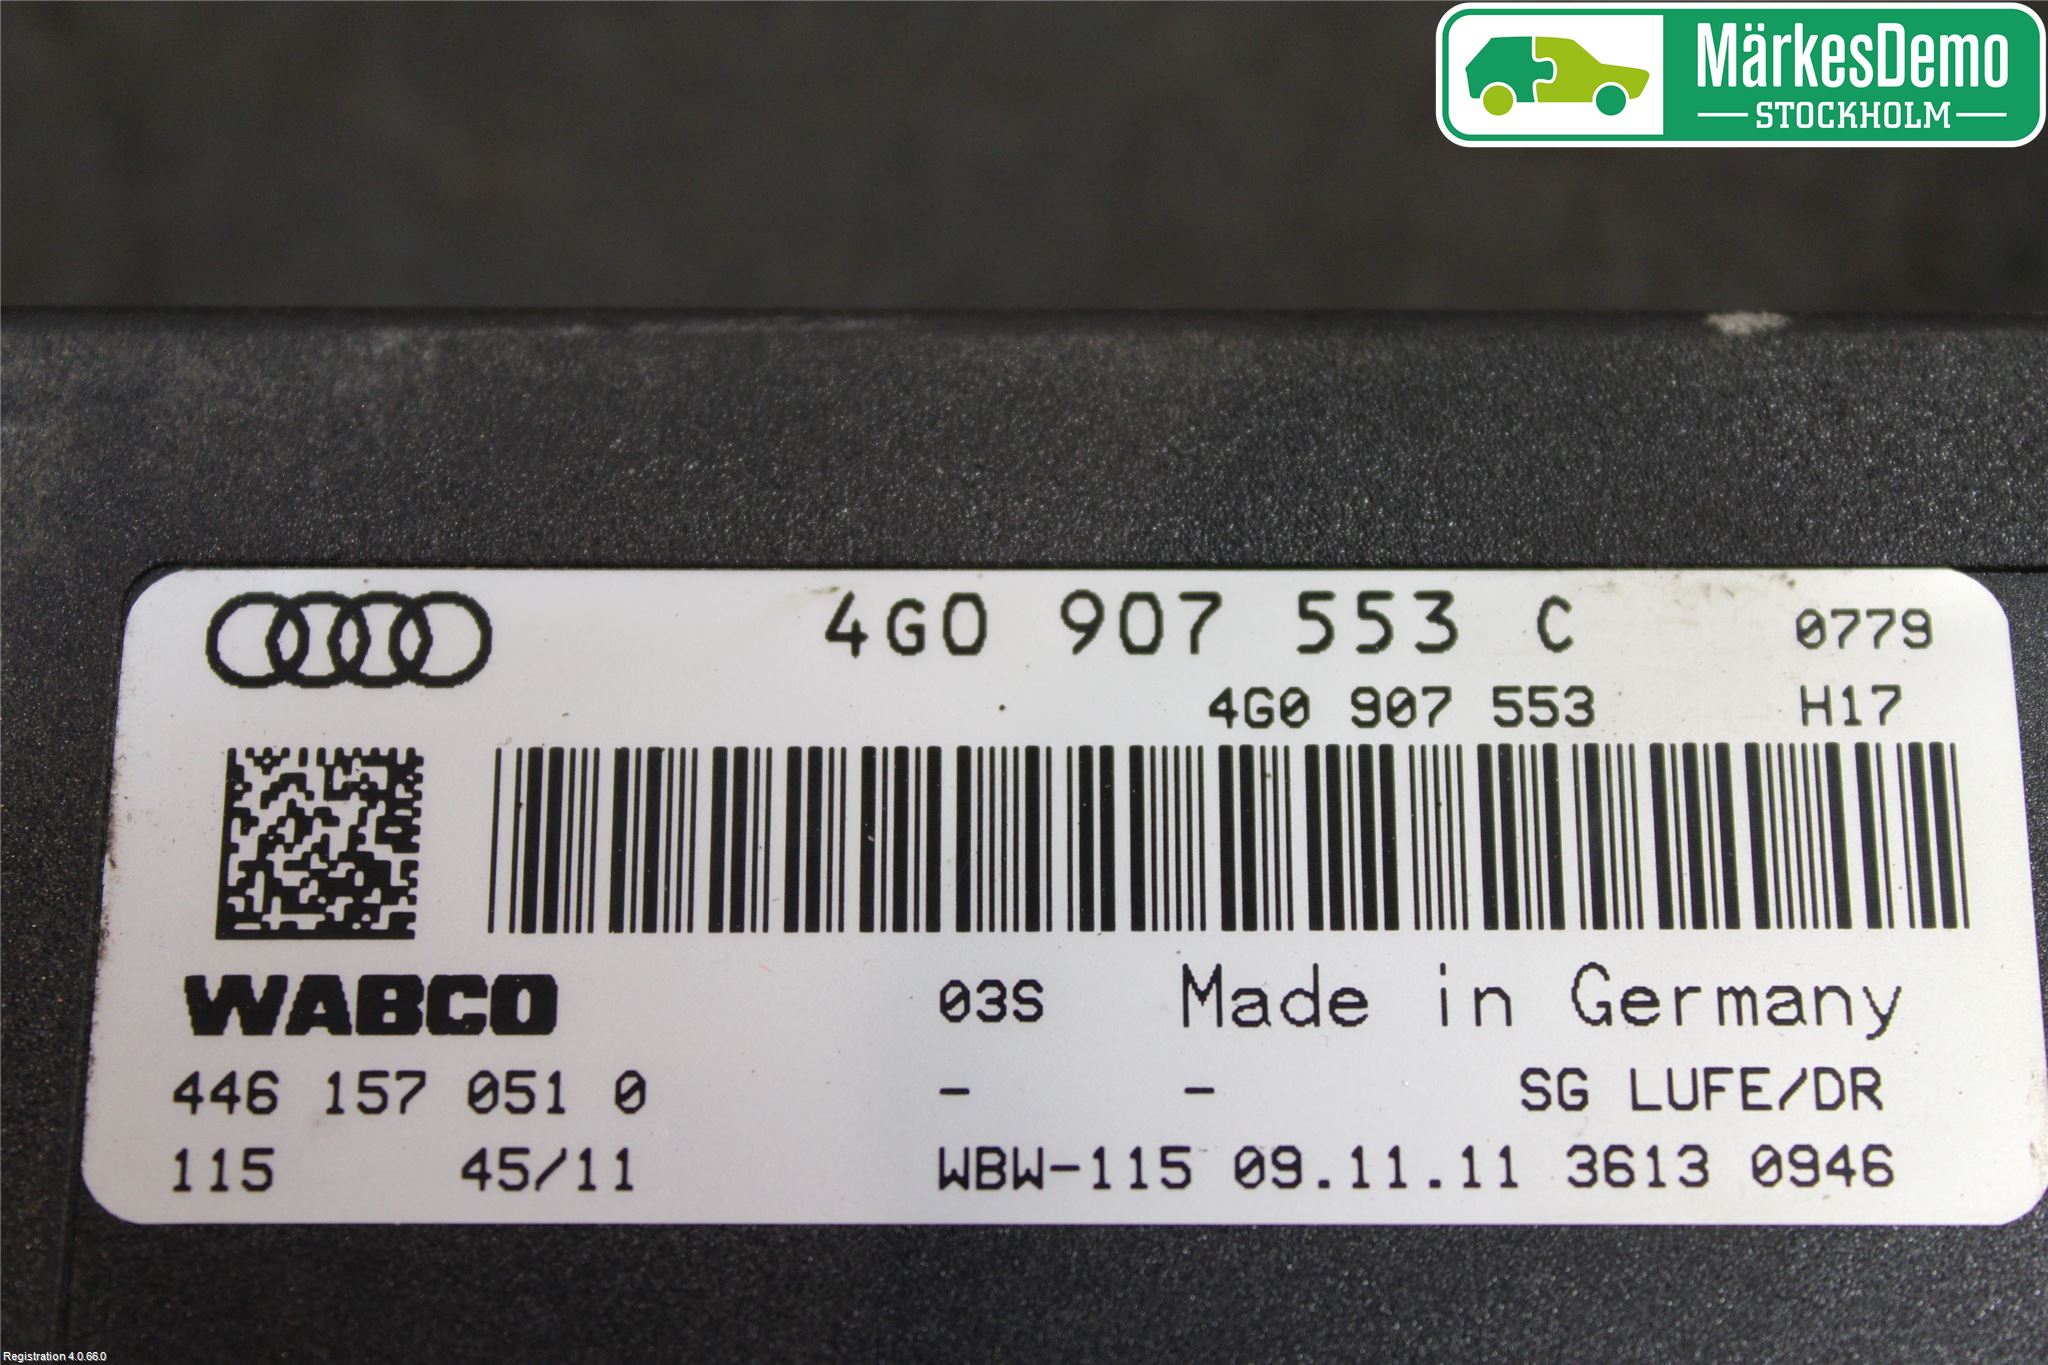 MärkesDemo
STOCKHOLM
4G0 907 553 C 0779
4G0 907 553 H17
WABCO 03S Made in Germany
446 157 051 0 - - SG LUFE/DR
115 45/11 WBW-115 09.11.11 3613 0946
Registration 4.0.66.0